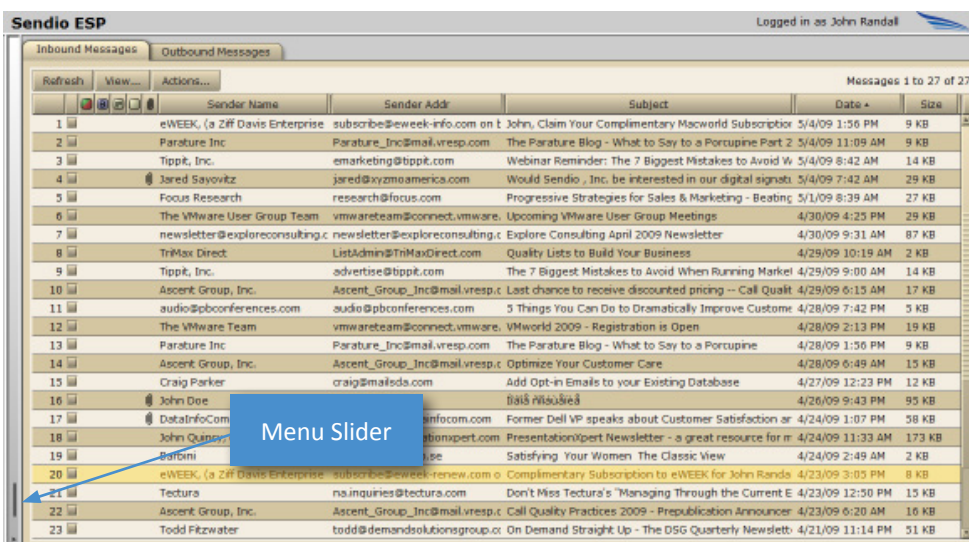 Sendio ESP Logged in as John Randall
Inbound Messages Outbound Messages
Refresh View... Actions... Messages 1 to 27 of 27
Sender Name Sender Addr Subject Date Size
1 eWEEK, (a Ziff Davis Enterprise subscribe@eweek-info.com on b John, Claim Your Complimentary Macworld Subscription 5/4/09 1:56 PM 9 KB
2 Parature Inc Parature_Inc@mail.vresp.com The Parature Blog - What to Say to a Porcupine Part 2 5/4/09 11:09 AM 9 KB
3 Tippit, Inc. emarketing@tippit.com Webinar Reminder: The 7 Biggest Mistakes to Avoid W 5/4/09 8:42 AM 14 KB
4 Jared Sayovitz jared@xyzmoamerica.com Would Sendio , Inc. be interested in our digital signatu 5/4/09 7:42 AM 29 KB
5 Focus Research research@focus.com Progressive Strategies for Sales & Marketing - Beating 5/1/09 8:39 AM 27 KB
6 The VMware User Group Team vmwareteam@connect.vmware. Upcoming VMware User Group Meetings 4/30/09 4:25 PM 29 KB
7 newsletter@exploreconsulting.c newsletter@exploreconsulting.c Explore Consulting April 2009 Newsletter 4/30/09 9:31 AM 87 KB
8 TriMax Direct ListAdmin@TriMaxDirect.com Quality Lists to Build Your Business 4/29/09 10:19 AM 2 KB
9 Tippit, Inc. advertise@tippit.com The 7 Biggest Mistakes to Avoid When Running Market 4/29/09 9:00 AM 14 KB
10 Ascent Group, Inc. Ascent_Group_Inc@mail.vresp.c Last chance to receive discounted pricing -- Call Qualit 4/29/09 6:15 AM 17 KB
11 audio@pbconferences.com audio@pbconferences.com 5 Things You Can Do to Dramatically Improve Custome 4/28/09 7:42 PM 5 KB
12 The VMware Team vmwareteam@connect.vmware. VMworld 2009 - Registration is Open 4/28/09 2:13 PM 19 KB
13 Parature Inc Parature_Inc@mail.vresp.com The Parature Blog - What to Say to a Porcupine 4/28/09 1:56 PM 9 KB
14 Ascent Group, Inc. Ascent_Group_Inc@mail.vresp.c Optimize Your Customer Care 4/28/09 6:49 AM 15 KB
15 Craig Parker craig@mailsda.com Add Opt-in Emails to your Existing Database 4/27/09 12:23 PM 12 KB
16 John Doe 4/26/09 9:43 PM 95 KB
17 DataInfoCom infocom.com Former Dell VP speaks about Customer Satisfaction ar 4/24/09 1:07 PM 58 KB
18 John Quincy, ationxpert.com PresentationXpert Newsletter - a great resource for m 4/24/09 11:33 AM 173 KB
Menu Slider
19 .se Satisfying Your Women The Classic View 4/24/09 2:49 AM 2 KB
20 eWEEK, (a Ziff Davis Enterprise subscribe@eweek-renew.com o Complimentary Subscription to eWEEK for John Randa 4/23/09 3:05 PM 8 KB
21 Tectura na.inquiries@tectura.com Don't Miss Tectura's "Managing Through the Current E 4/23/09 12:50 PM 15 KB
22 Ascent Group, Inc. Ascent_Group_Inc@mail.vresp.c Call Quality Practices 2009 - Prepublication Announcer 4/23/09 6:20 AM 16 KB
23 Todd Fitzwater todd@demandsolutionsgroup.cc On Demand Straight Up - The DSG Quarterly Newslett 4/21/09 11:14 PM 51 KB